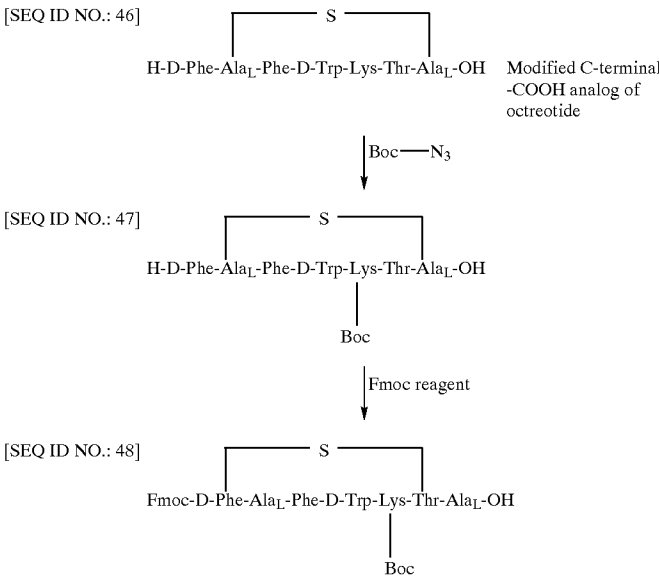 [SEQ ID NO.: 46]
S
H-D-Phe-AlaL-Phe-D-Trp-Lys-Thr-AlaL-OH
Modified C-terminal
-COOH analog of
octreotide
Boc—N3
[SEQ ID NO.: 47]
S
H-D-Phe-AlaL-Phe-D-Trp-Lys-Thr-AlaL-OH
Boc
Fmoc reagent
[SEQ ID NO.: 48]
S
Fmoc-D-Phe-AlaL-Phe-D-Trp-Lys-Thr-AlaL-OH
Boc